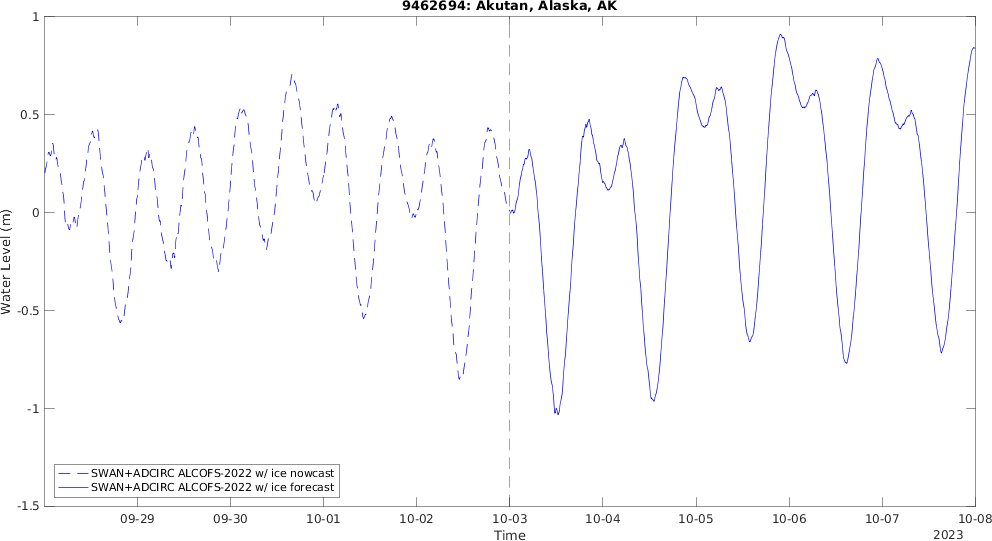 9462694: Akutan, Alaska, AK
1
0.5
0
-0.5
-1
-1.5
Water Level (m)
SWAN+ADCIRC ALCOFS-2022 w/ ice nowcast
SWAN+ADCIRC ALCOFS-2022 w/ ice forecast
09-29 09-30 10-01 10-02 10-03 10-04 10-05 10-06 10-07 10-08
Time
2023